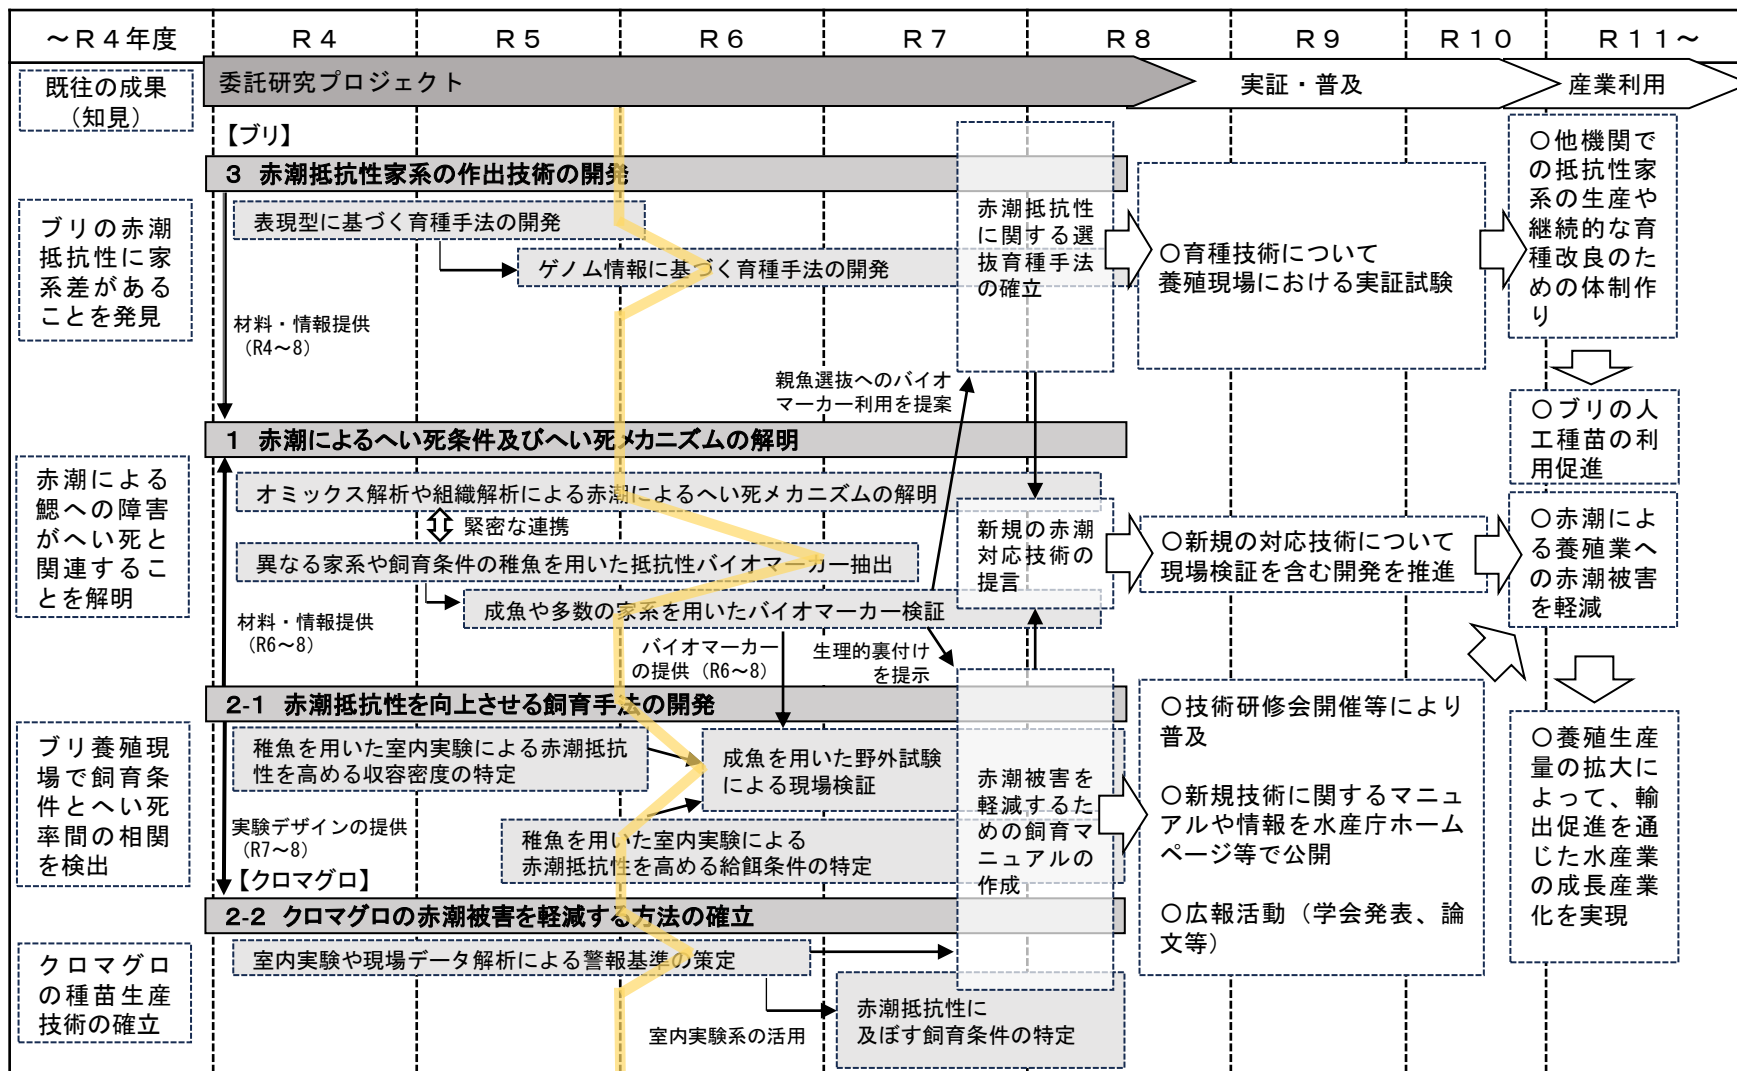 ～Ｒ４年度
Ｒ４
Ｒ５
Ｒ６
Ｒ７
Ｒ８
Ｒ９
Ｒ１０
Ｒ１１～
既往の成果
（知見）
委託研究プロジェクト
実証・普及
産業利用
【ブリ】
3 赤潮抵抗性家系の作出技術の開発
表現型に基づく育種手法の開発
ゲノム情報に基づく育種手法の開発
ブリの赤潮
抵抗性に家
系差がある
ことを発見
材料・情報提供
（R4～8）
赤潮抵抗性
に関する選
抜育種手法
の確立
○育種技術について
養殖現場における実証試験
○他機関で
の抵抗性家
系の生産や
継続的な育
種改良のた
めの体制作
り
親魚選抜へのバイオ
マーカー利用を提案
○ブリの人
工種苗の利
用促進
1 赤潮によるへい死条件及びへい死メカニズムの解明
赤潮による
鰓への障害
がへい死と
関連するこ
とを解明
オミックス解析や組織解析による赤潮によるへい死メカニズムの解明
緊密な連携
異なる家系や飼育条件の稚魚を用いた抵抗性バイオマーカー抽出
成魚や多数の家系を用いたバイオマーカー検証
新規の赤潮
対応技術の
提言
○新規の対応技術について
現場検証を含む開発を推進
○赤潮によ
る養殖業へ
の赤潮被害
を軽減
材料・情報提供
(R6～8)
バイオマーカー
の提供（R6～8）
生理的裏付け
を提示
2-1 赤潮抵抗性を向上させる飼育手法の開発
ブリ養殖現
場で飼育条
件とへい死
率間の相関
を検出
稚魚を用いた室内実験による赤潮抵抗
性を高める収容密度の特定
成魚を用いた野外試験
による現場検証
稚魚を用いた室内実験による
赤潮抵抗性を高める給餌条件の特定
実験デザインの提供
（R7～8）
赤潮被害を
軽減するた
めの飼育マ
ニュアルの
作成
○技術研修会開催等により
普及
○新規技術に関するマニュ
アルや情報を水産庁ホーム
ページ等で公開
○広報活動（学会発表、論
文等）
○養殖生産
量の拡大に
よって、輸
出促進を通
じた水産業
の成長産業
化を実現
【クロマグロ】
2-2 クロマグロの赤潮被害を軽減する方法の確立
クロマグロ
の種苗生産
技術の確立
室内実験や現場データ解析による警報基準の策定
室内実験系の活用
赤潮抵抗性に
及ぼす飼育条件の特定